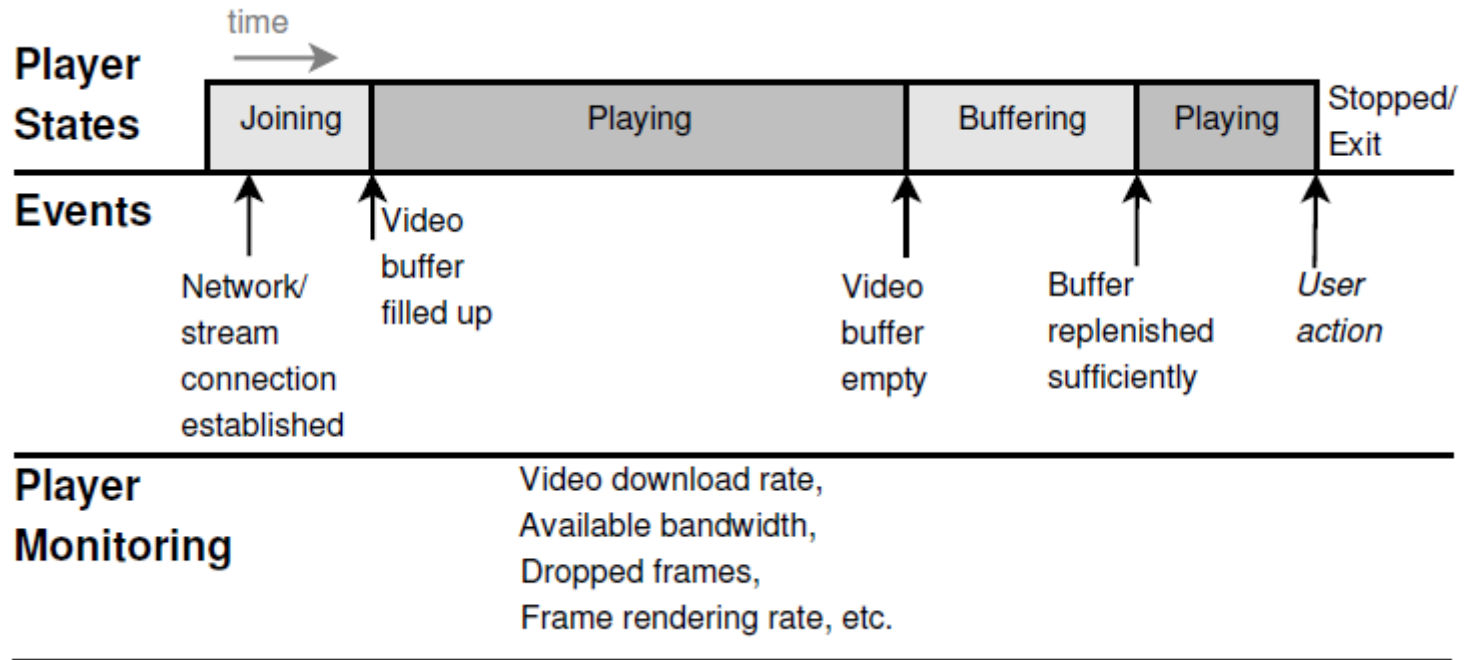 time
Player
States
Joining
Playing
Buffering
Playing
Stopped/
Exit
Events
Network/
stream
connection
established
Video
buffer
filled up
Video
buffer
empty
Buffer
replenished
sufficiently
User
action
Player
Monitoring
Video download rate,
Available bandwidth,
Dropped frames,
Frame rendering rate, etc.